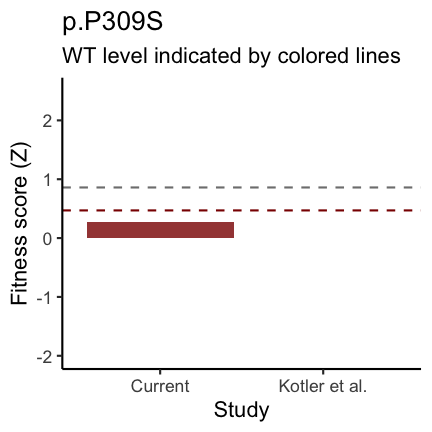 p.P309S
WT level indicated by colored lines
Fitness score (Z)
2
1
0
-1
-2
Current
Kotler et al.
Study